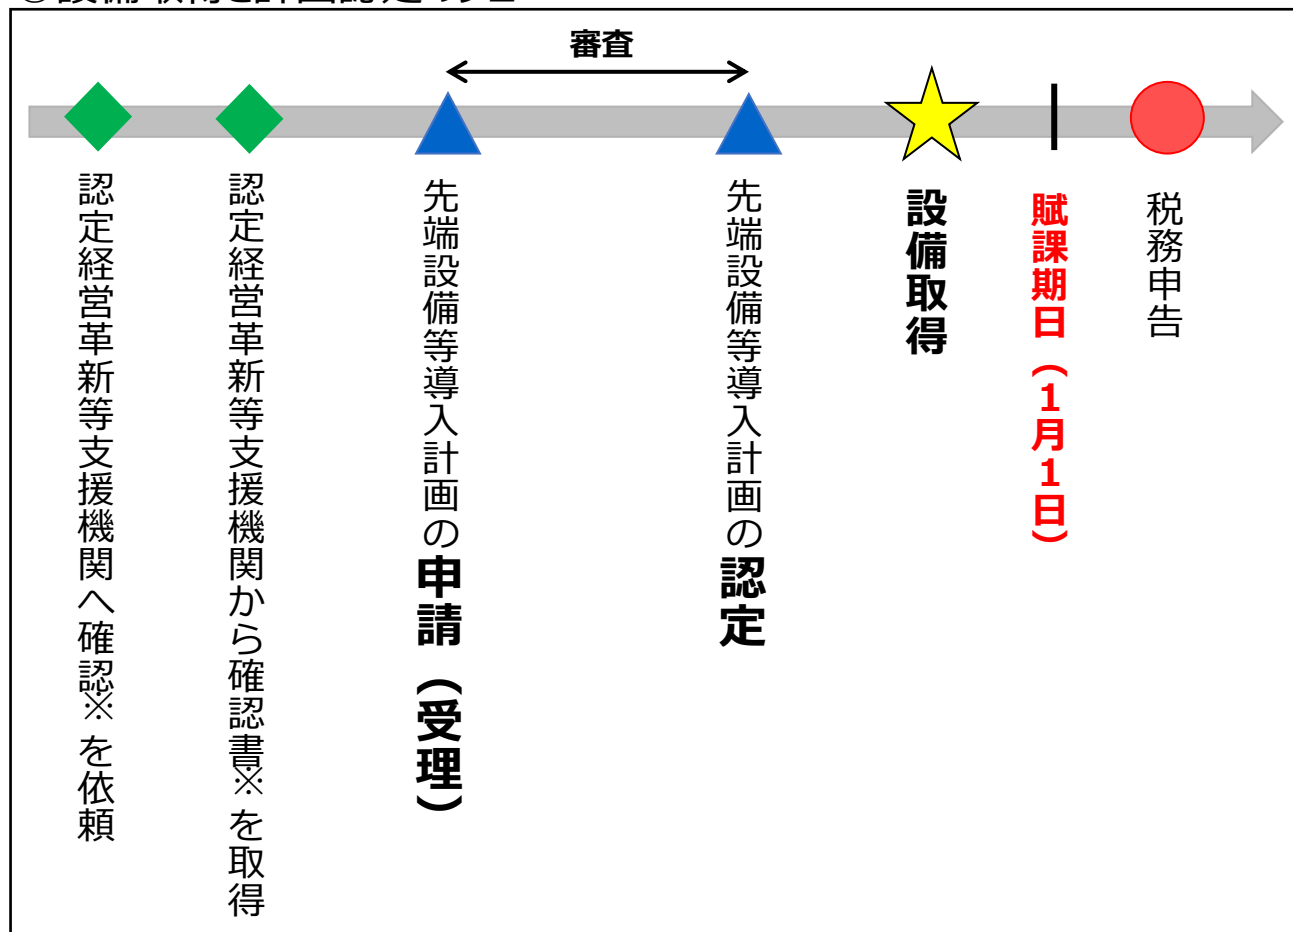 審査
認定経営革新等支援機関へ確認※を依頼
認定経営革新等支援機関から確認書※を取得
先端設備等導入計画の申請（受理）
先端設備等導入計画の認定
設備取得
賦課期日（1月1日）
税務申告